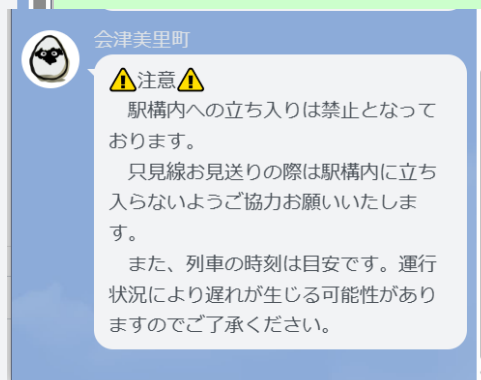 会津美里町
⚠注意⚠
　駅構内への立ち入りは禁止となって
おります。
　只見線お見送りの際は駅構内に立ち
入らないようご協力お願いいたしま
す。
　また、列車の時刻は目安です。運行
状況により遅れが生じる可能性があり
ますのでご了承ください。